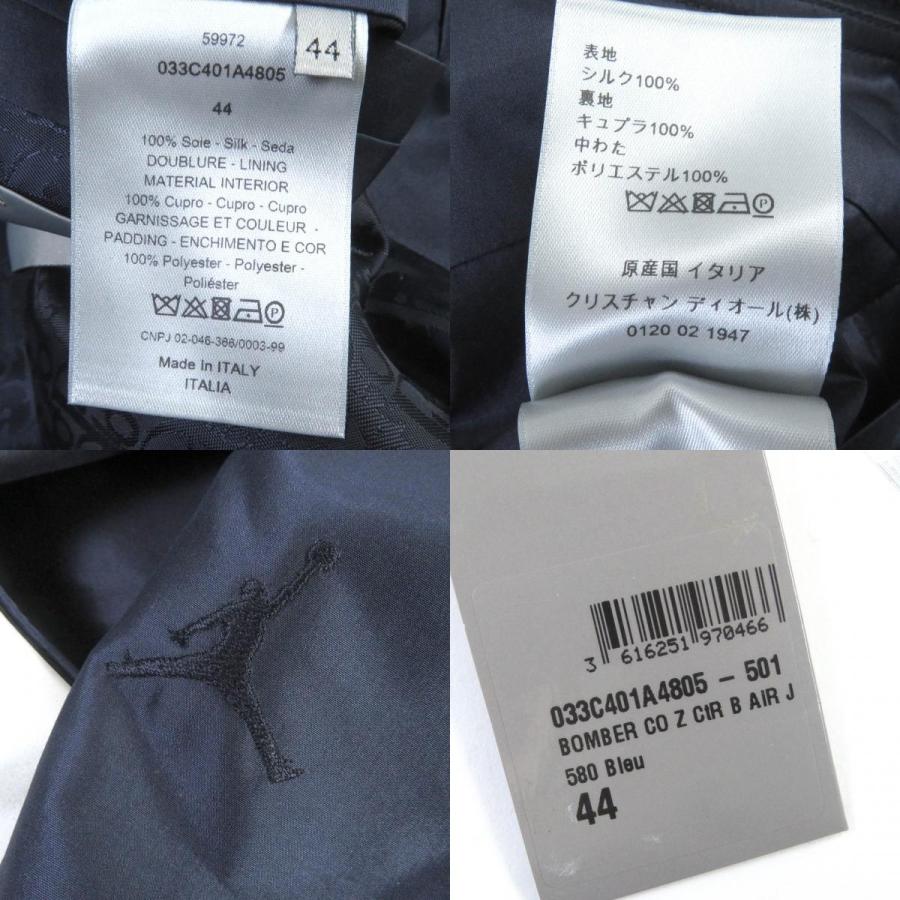 59972
44
033C401A4805
44
100% Soie - Silk - Seda
DOUBLURE - LINING
MATERIAL INTERIOR
100% Cupro - Cupro - Cupro
GARNISSAGE ET COULEUR -
PADDING - ENCHIMENTO E COR
100% Polyester - Polyester -
Poliéster
CNPJ 02-046-366/0003-99
Made In ITALY
ITALIA
表地
シルク100%
裏地
キュプラ100%
中わた
ポリエステル100%
P
原産国 イタリア
クリスチャン ディオール(株)
0120 02 1947
3 616251 970466
033C401A4805 - 501
BOMBER CO Z CtR B AIR J
580 Bleu
44